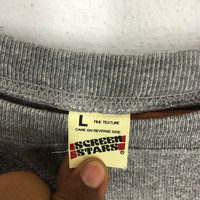 L FINE TEXTURE
CARE ON REVERSE SIDE
SCREEN
STARS®